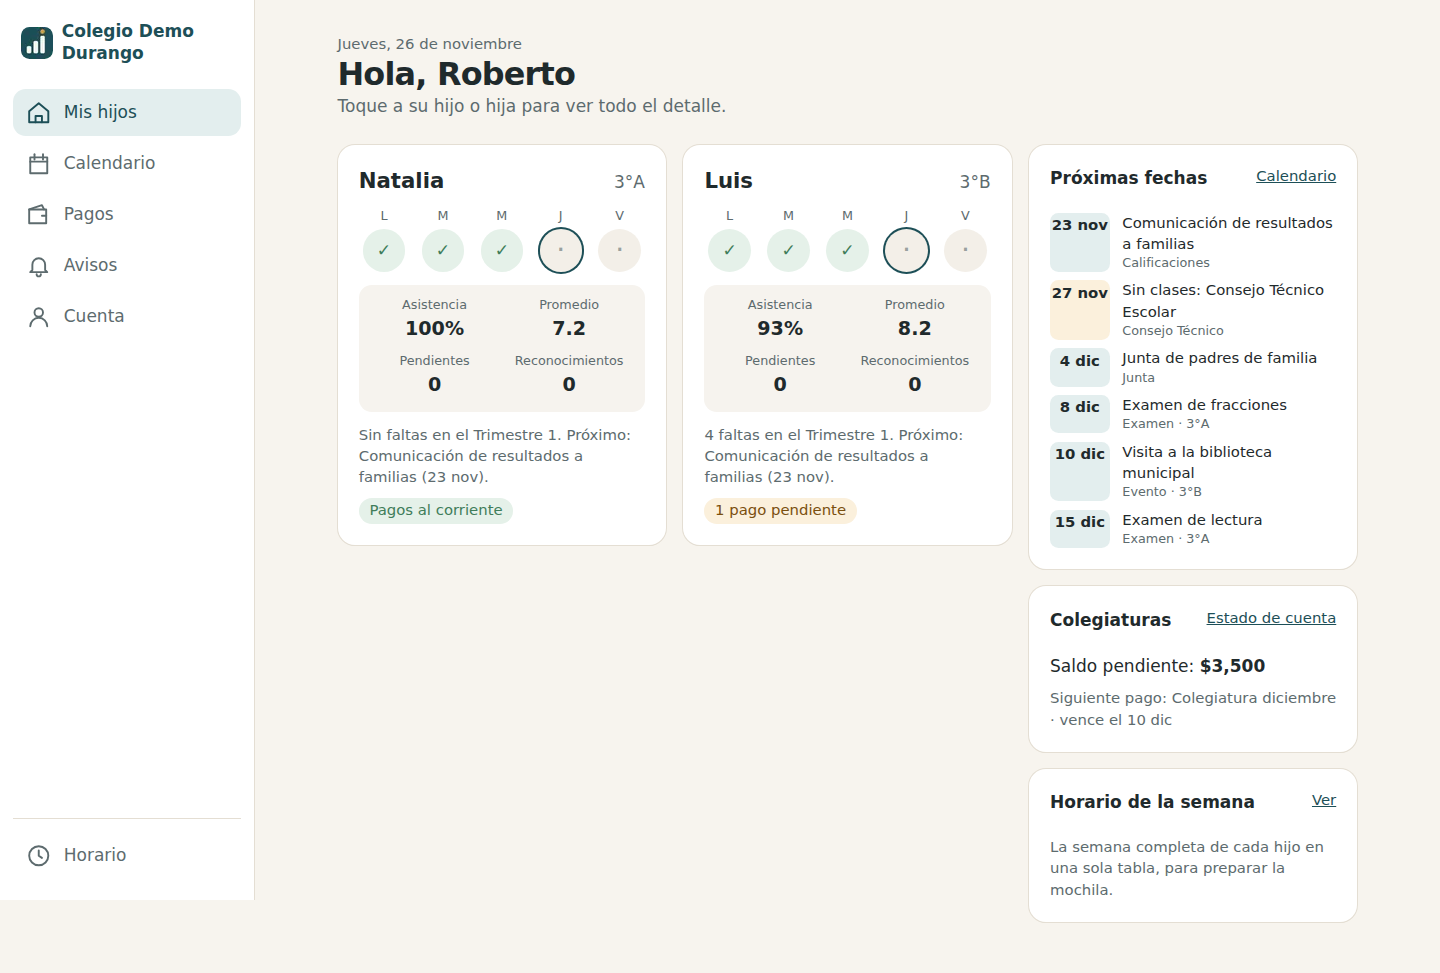 Colegio Demo
Durango
Mis hijos
Calendario
Pagos
Avisos
Cuenta
Horario
Jueves, 26 de noviembre
Hola, Roberto
Toque a su hijo o hija para ver todo el detalle.
Natalia 3°A
L M M J V
✓ ✓ ✓ · ·
Asistencia Promedio
100% 7.2
Pendientes Reconocimientos
0 0
Sin faltas en el Trimestre 1. Próximo:
Comunicación de resultados a
familias (23 nov).
Pagos al corriente
Luis 3°B
L M M J V
✓ ✓ ✓ · ·
Asistencia Promedio
93% 8.2
Pendientes Reconocimientos
0 0
4 faltas en el Trimestre 1. Próximo:
Comunicación de resultados a
familias (23 nov).
1 pago pendiente
Próximas fechas Calendario
23 nov Comunicación de resultados
a familias
Calificaciones
27 nov Sin clases: Consejo Técnico
Escolar
Consejo Técnico
4 dic Junta de padres de familia
Junta
8 dic Examen de fracciones
Examen · 3°A
10 dic Visita a la biblioteca
municipal
Evento · 3°B
15 dic Examen de lectura
Examen · 3°A
Colegiaturas Estado de cuenta
Saldo pendiente: $3,500
Siguiente pago: Colegiatura diciembre
· vence el 10 dic
Horario de la semana Ver
La semana completa de cada hijo en
una sola tabla, para preparar la
mochila.